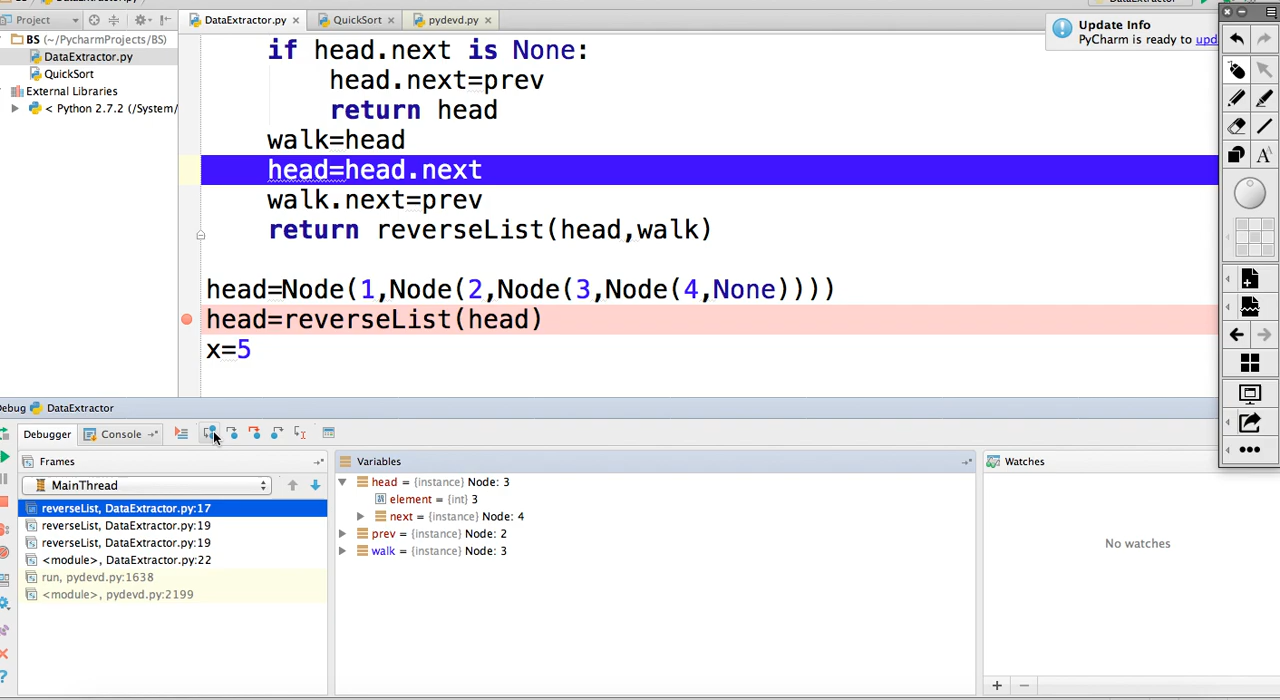 DataExtractor.py
Project
DataExtractor.py
QuickSort
pydevd.py
Update Info
PyCharm is ready to upd
BS (~/PycharmProjects/BS)
DataExtractor.py
QuickSort
External Libraries
< Python 2.7.2 (/System/
if head.next is None:
head.next=prev
return head
walk=head
head=head.next
walk.next=prev
return reverseList(head,walk)
head=Node(1,Node(2,Node(3,Node(4,None))))
head=reverseList(head)
x=5
A
Debug DataExtractor
Debugger
Console
Frames
Variables
Watches
MainThread
reverseList, DataExtractor.py:17
reverseList, DataExtractor.py:19
reverseList, DataExtractor.py:19
<module>, DataExtractor.py:22
run, pydevd.py:1638
<module>, pydevd.py:2199
head = {instance} Node: 3
element = {int} 3
next = {instance} Node: 4
prev = {instance} Node: 2
walk = {instance} Node: 3
No watches